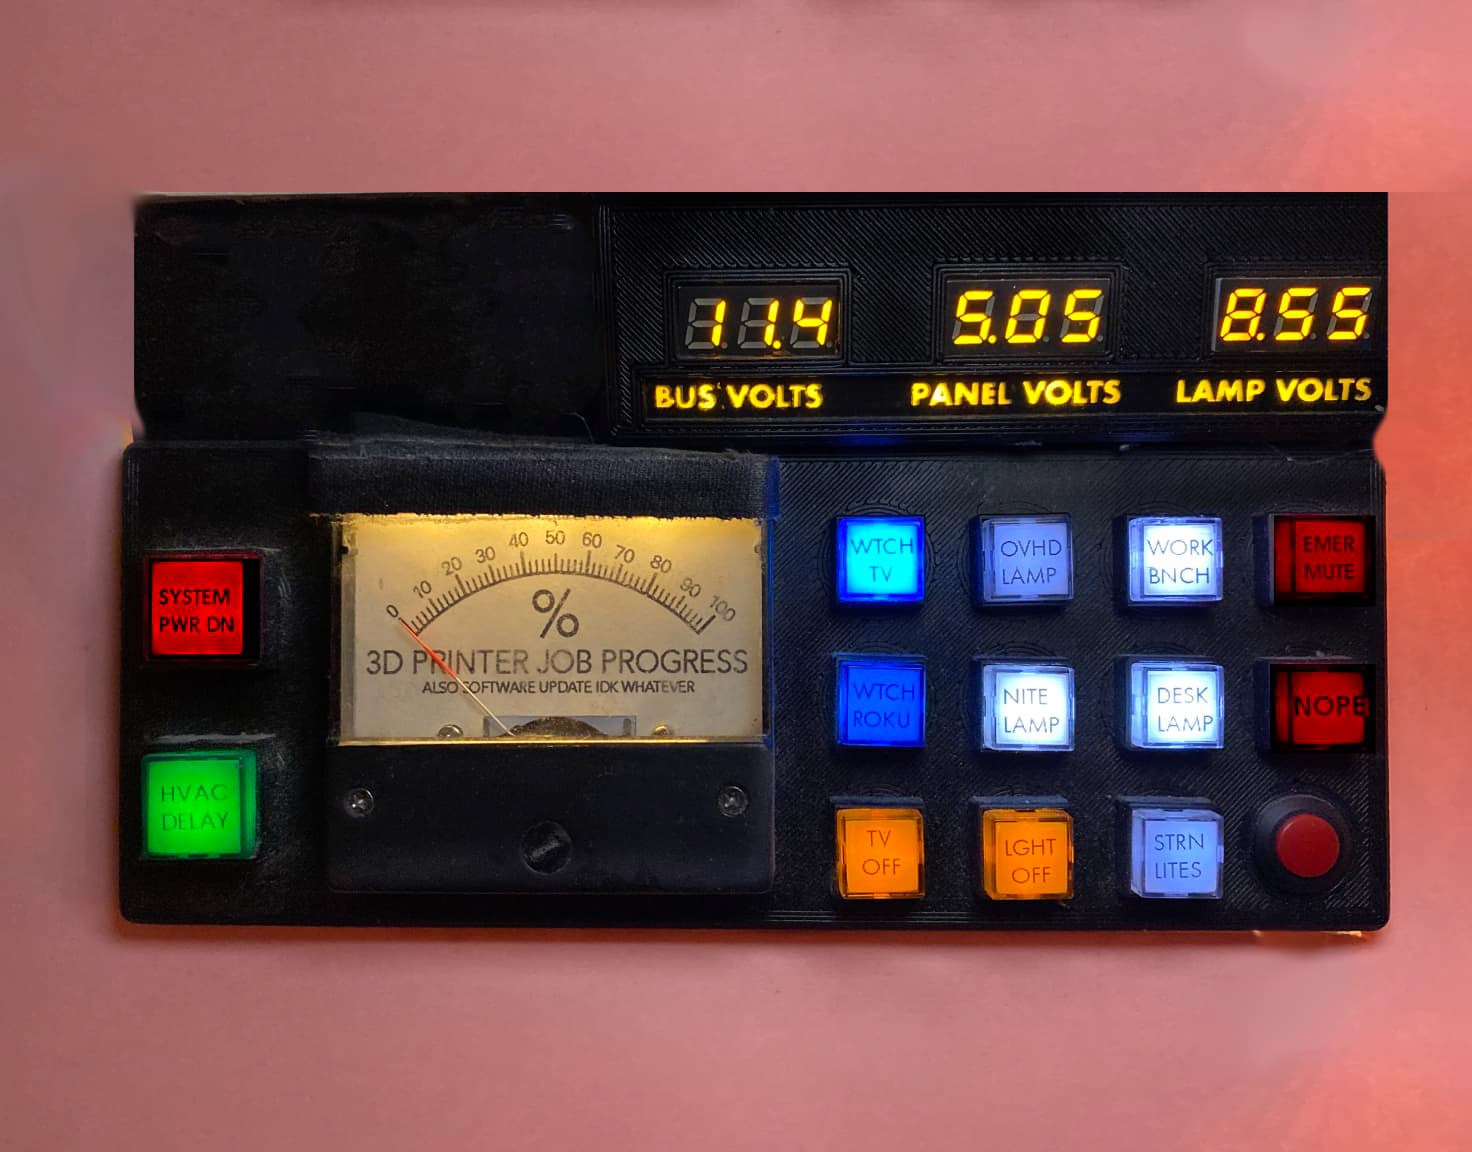 11.4 5.05 8.55
BUS VOLTS PANEL VOLTS LAMP VOLTS
0 10 20 30 40 50 60 70 80 90 100
%
3D PRINTER JOB PROGRESS
ALSO SOFTWARE UPDATE IDK WHATEVER
SYSTEM
PWR DN
HVAC
DELAY
WTCH
TV
OVHD
LAMP
WORK
BNCH
EMER
MUTE
WTCH
ROKU
NITE
LAMP
DESK
LAMP
NOPE
TV
OFF
LGHT
OFF
STRN
LITES